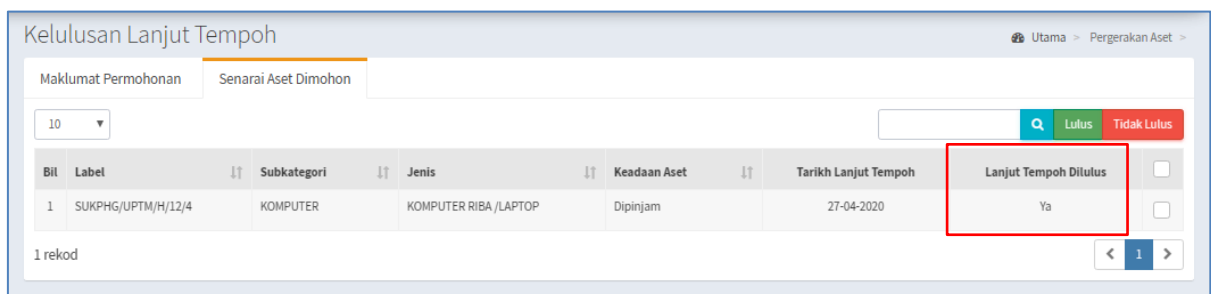 Kelulusan Lanjut Tempoh
Utama > Pergerakan Aset >
Maklumat Permohonan Senarai Aset Dimohon
10 Lulus Tidak Lulus
Bil Label Subkategori Jenis Keadaan Aset Tarikh Lanjut Tempoh Lanjut Tempoh Dilulus
1 SUKPHG/UPTM/H/12/4 KOMPUTER KOMPUTER RIBA /LAPTOP Dipinjam 27-04-2020 Ya
1 rekod < 1 >